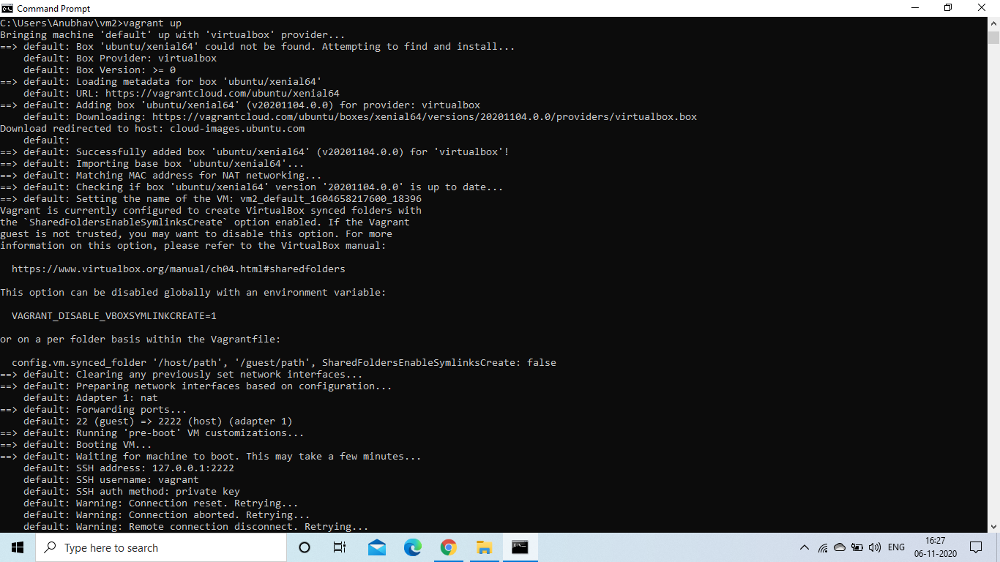 Command Prompt
C:\Users\Anubhav\vm2>vagrant up
Bringing machine 'default' up with 'virtualbox' provider...
==> default: Box 'ubuntu/xenial64' could not be found. Attempting to find and install...
    default: Box Provider: virtualbox
    default: Box Version: >= 0
==> default: Loading metadata for box 'ubuntu/xenial64'
    default: URL: https://vagrantcloud.com/ubuntu/xenial64
==> default: Adding box 'ubuntu/xenial64' (v20201104.0.0) for provider: virtualbox
    default: Downloading: https://vagrantcloud.com/ubuntu/boxes/xenial64/versions/20201104.0.0/providers/virtualbox.box
Download redirected to host: cloud-images.ubuntu.com
    default:
==> default: Successfully added box 'ubuntu/xenial64' (v20201104.0.0) for 'virtualbox'!
==> default: Importing base box 'ubuntu/xenial64'...
==> default: Matching MAC address for NAT networking...
==> default: Checking if box 'ubuntu/xenial64' version '20201104.0.0' is up to date...
==> default: Setting the name of the VM: vm2_default_1604658217600_18396
Vagrant is currently configured to create VirtualBox synced folders with
the `SharedFoldersEnableSymlinksCreate` option enabled. If the Vagrant
guest is not trusted, you may want to disable this option. For more
information on this option, please refer to the VirtualBox manual:

  https://www.virtualbox.org/manual/ch04.html#sharedfolders

This option can be disabled globally with an environment variable:

  VAGRANT_DISABLE_VBOXSYMLINKCREATE=1

or on a per folder basis within the Vagrantfile:

  config.vm.synced_folder '/host/path', '/guest/path', SharedFoldersEnableSymlinksCreate: false
==> default: Clearing any previously set network interfaces...
==> default: Preparing network interfaces based on configuration...
    default: Adapter 1: nat
==> default: Forwarding ports...
    default: 22 (guest) => 2222 (host) (adapter 1)
==> default: Running 'pre-boot' VM customizations...
==> default: Booting VM...
==> default: Waiting for machine to boot. This may take a few minutes...
    default: SSH address: 127.0.0.1:2222
    default: SSH username: vagrant
    default: SSH auth method: private key
    default: Warning: Connection reset. Retrying...
    default: Warning: Connection aborted. Retrying...
    default: Warning: Remote connection disconnect. Retrying...
Type here to search
ENG
16:27
06-11-2020